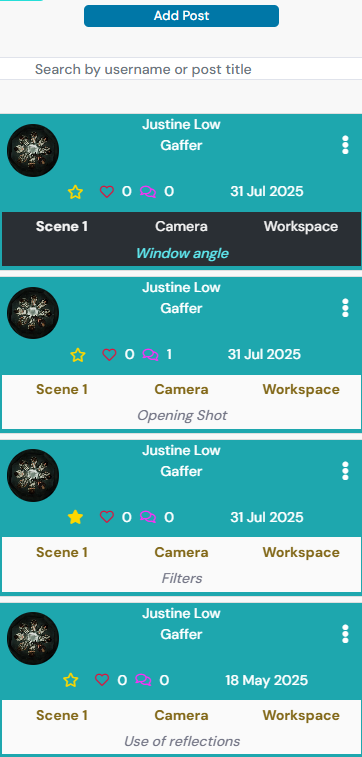 Add Post
Search by username or post title
Justine Low
Gaffer
0 0 31 Jul 2025
Scene 1 Camera Workspace
Window angle
Justine Low
Gaffer
0 1 31 Jul 2025
Scene 1 Camera Workspace
Opening Shot
Justine Low
Gaffer
0 0 31 Jul 2025
Scene 1 Camera Workspace
Filters
Justine Low
Gaffer
0 0 18 May 2025
Scene 1 Camera Workspace
Use of reflections